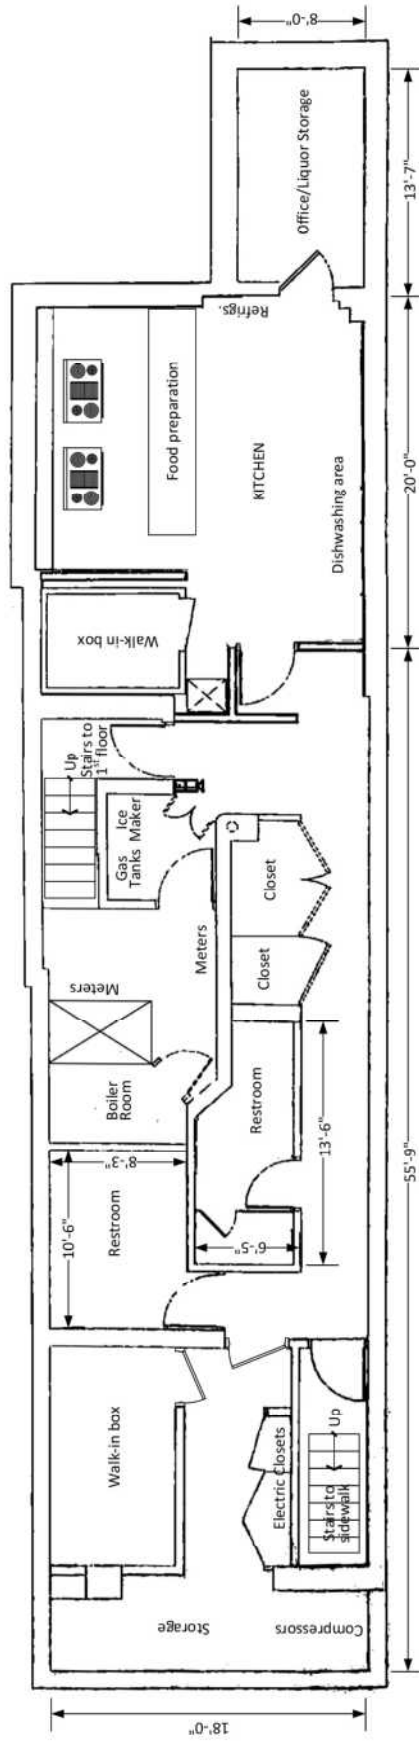 8'-0"
Office/Liquor Storage
13'-7"
Refrigs.
Food preparation
KITCHEN
Dishwashing area
20'-0"
Walk-in box
Up
Stairs to
1st floor
Ice
Maker
Gas
Tanks
Meters
Meters
Closet
Closet
Boiler
Room
Restroom
13'-6"
6'-5"
8'-3"
10'-6"
Restroom
55'-9"
Walk-in box
Electric Closets
Up
Stairs to
sidewalk
Storage
Compressors
18'-0"